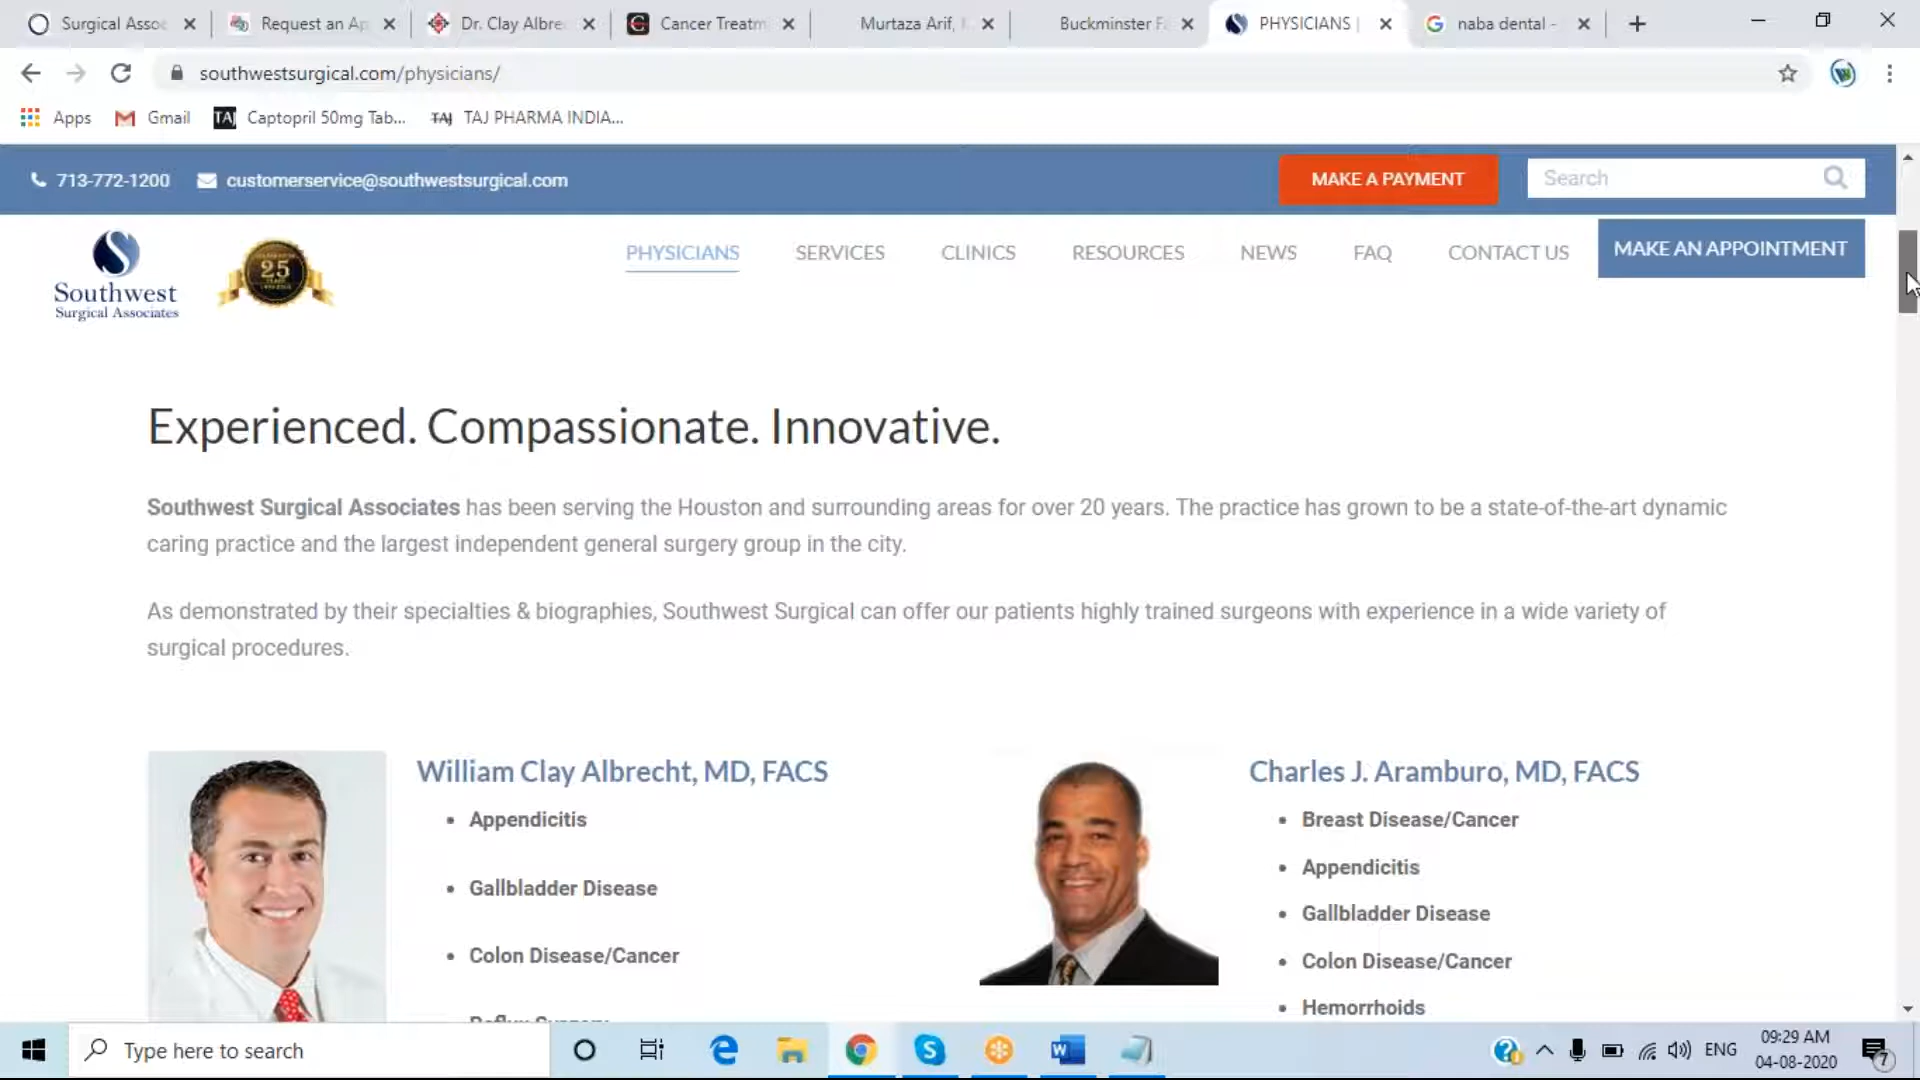 Surgical Assoc
Request an Ap
Dr. Clay Albre
Cancer Treatm
Murtaza Arif,
Buckminster F
PHYSICIANS |
naba dental -
southwestsurgical.com/physicians/
Apps
Gmail
TAJ
Captopril 50mg Tab...
TAJ
TAJ PHARMA INDIA...
713-772-1200
customerservice@southwestsurgical.com
MAKE A PAYMENT
Search
Southwest
Surgical Associates
25
PHYSICIANS
SERVICES
CLINICS
RESOURCES
NEWS
FAQ
CONTACT US
MAKE AN APPOINTMENT
Experienced. Compassionate. Innovative.
Southwest Surgical Associates has been serving the Houston and surrounding areas for over 20 years. The practice has grown to be a state-of-the-art dynamic
caring practice and the largest independent general surgery group in the city.
As demonstrated by their specialties & biographies, Southwest Surgical can offer our patients highly trained surgeons with experience in a wide variety of
surgical procedures.
William Clay Albrecht, MD, FACS
• Appendicitis
• Gallbladder Disease
• Colon Disease/Cancer
Reflux Surgery
Charles J. Aramburo, MD, FACS
• Breast Disease/Cancer
• Appendicitis
• Gallbladder Disease
• Colon Disease/Cancer
• Hemorrhoids
Type here to search
ENG
09:29 AM
04-08-2020
7